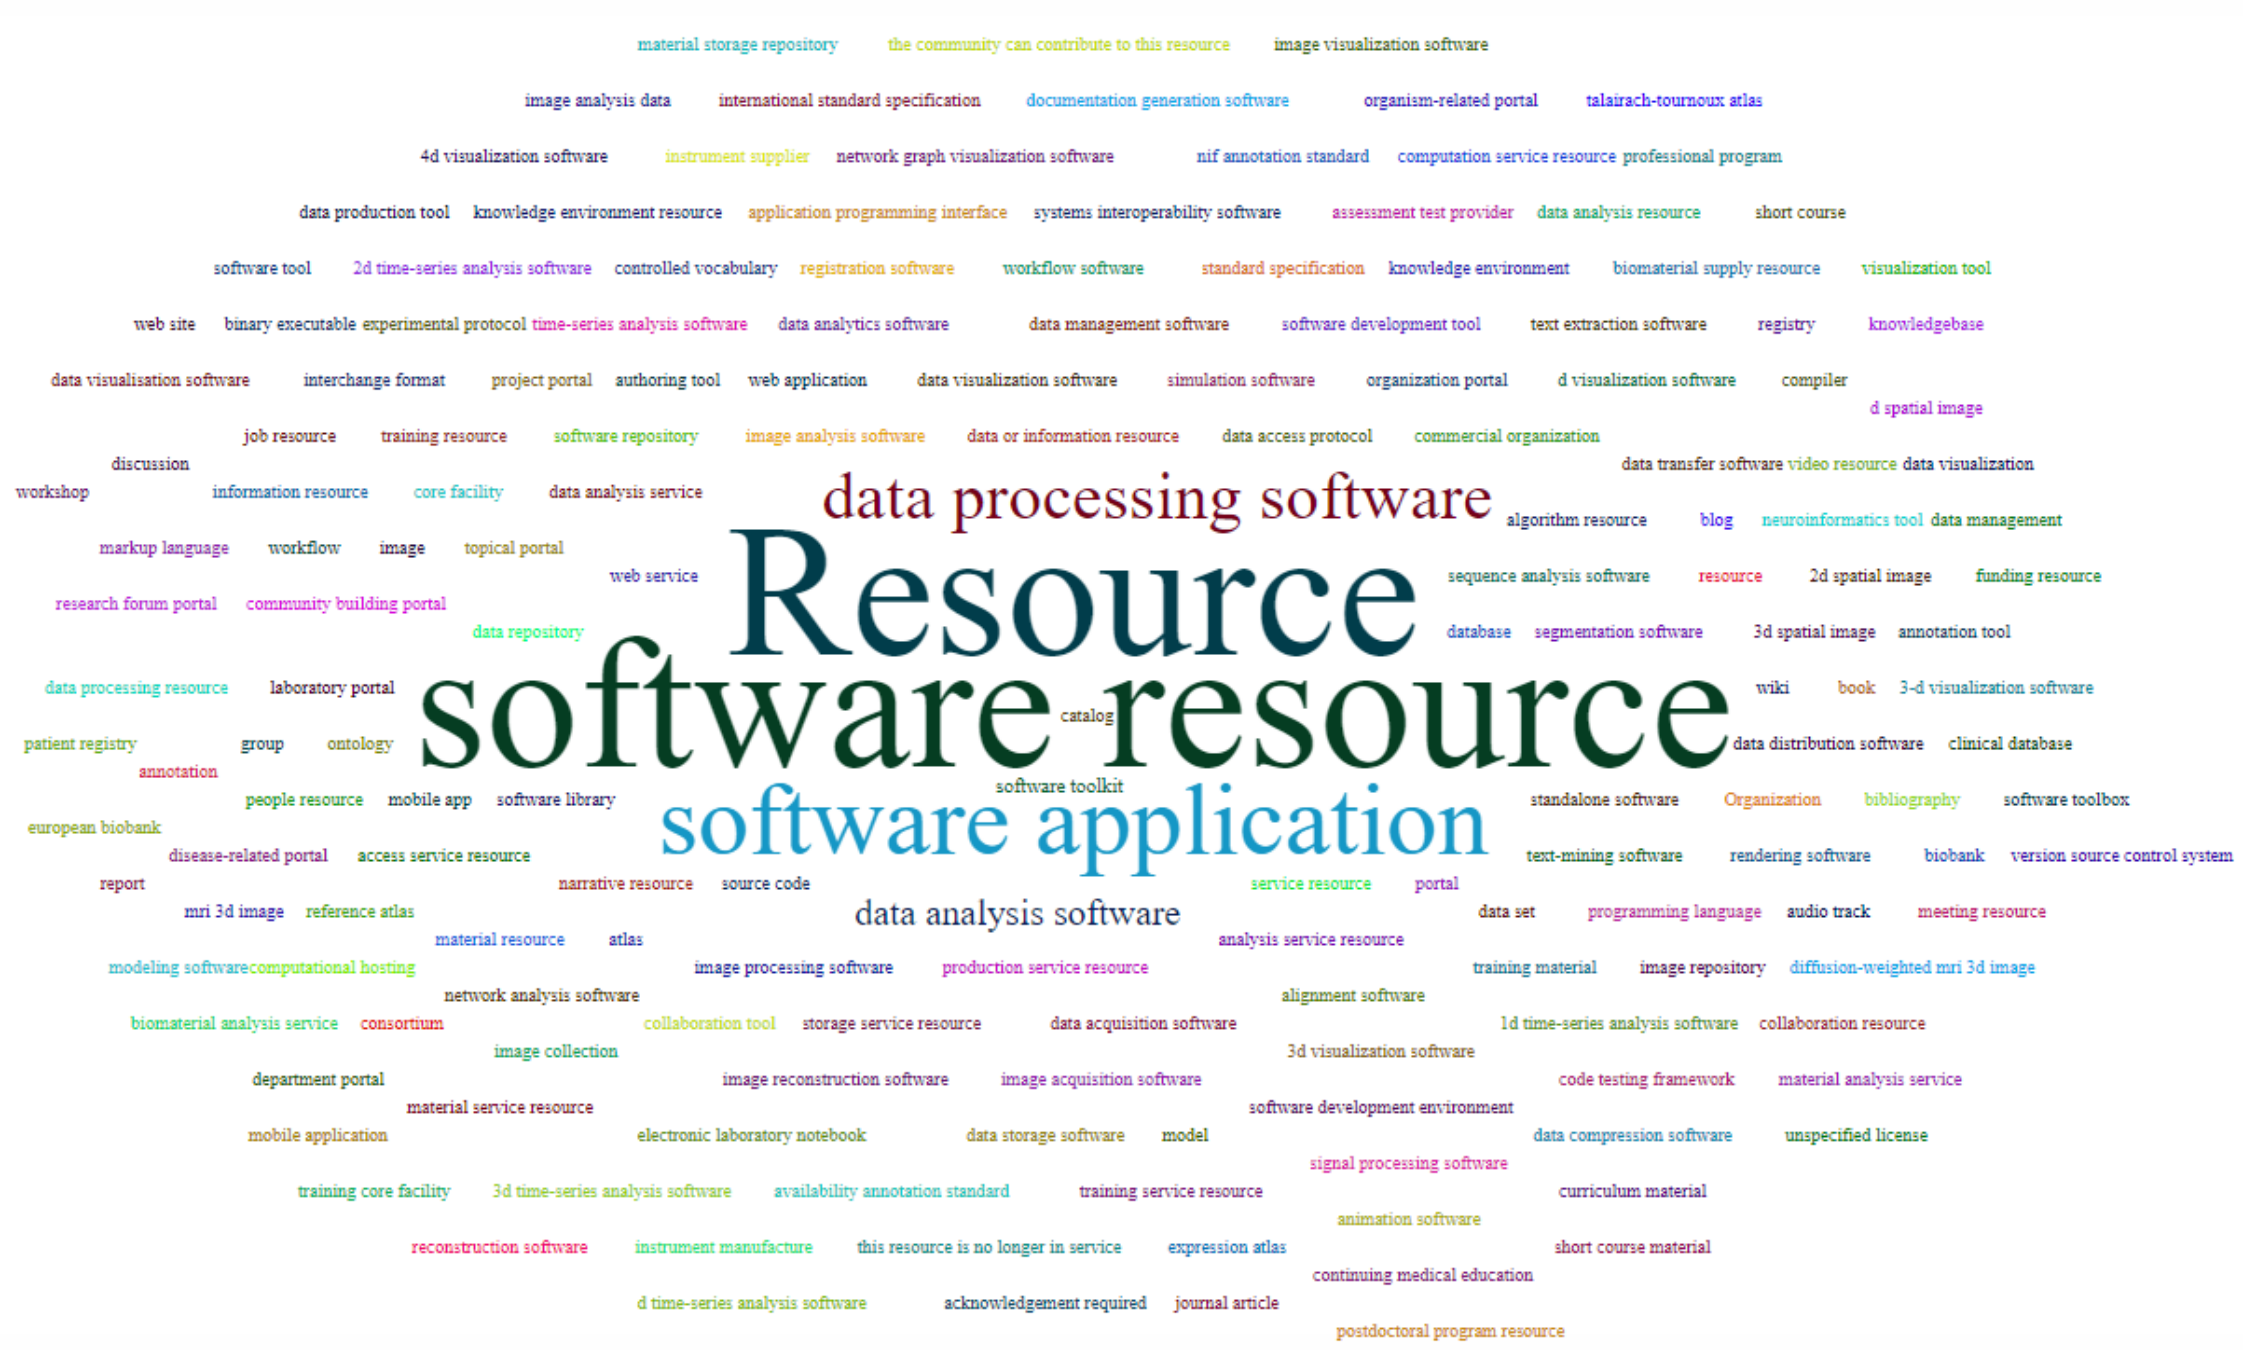 material storage repository the community can contribute to this resource image visualization software
image analysis data international standard specification documentation generation software organism-related portal talairach-tournoux atlas
4d visualization software instrument supplier network graph visualization software nif annotation standard computation service resource professional program
data production tool knowledge environment resource application programming interface systems interoperability software assessment test provider data analysis resource short course
software tool 2d time-series analysis software controlled vocabulary registration software workflow software standard specification knowledge environment biomaterial supply resource visualization tool
web site binary executable experimental protocol time-series analysis software data analytics software data management software software development tool text extraction software registry knowledgebase
data visualisation software interchange format project portal authoring tool web application data visualization software simulation software organization portal d visualization software compiler
d spatial image
job resource training resource software repository image analysis software data or information resource data access protocol commercial organization
discussion data transfer software video resource data visualization
workshop information resource core facility data analysis service data processing software
algorithm resource blog neuroinformatics tool data management
markup language workflow image topical portal
web service Resource sequence analysis software resource 2d spatial image funding resource
research forum portal community building portal
data repository database segmentation software 3d spatial image annotation tool
data processing resource laboratory portal wiki book 3-d visualization software
software resource
catalog
patient registry group ontology data distribution software clinical database
annotation
software toolkit
people resource mobile app software library standalone software Organization bibliography software toolbox
european biobank software application
disease-related portal access service resource text-mining software rendering software biobank version source control system
report narrative resource source code service resource portal
mri 3d image reference atlas data analysis software data set programming language audio track meeting resource
material resource atlas analysis service resource
modeling software computational hosting image processing software production service resource training material image repository diffusion-weighted mri 3d image
network analysis software alignment software
biomaterial analysis service consortium collaboration tool storage service resource data acquisition software 1d time-series analysis software collaboration resource
image collection 3d visualization software
department portal image reconstruction software image acquisition software code testing framework material analysis service
material service resource software development environment
mobile application electronic laboratory notebook data storage software model data compression software unspecified license
signal processing software
training core facility 3d time-series analysis software availability annotation standard training service resource curriculum material
animation software
reconstruction software instrument manufacture this resource is no longer in service expression atlas short course material
continuing medical education
d time-series analysis software acknowledgement required journal article
postdoctoral program resource